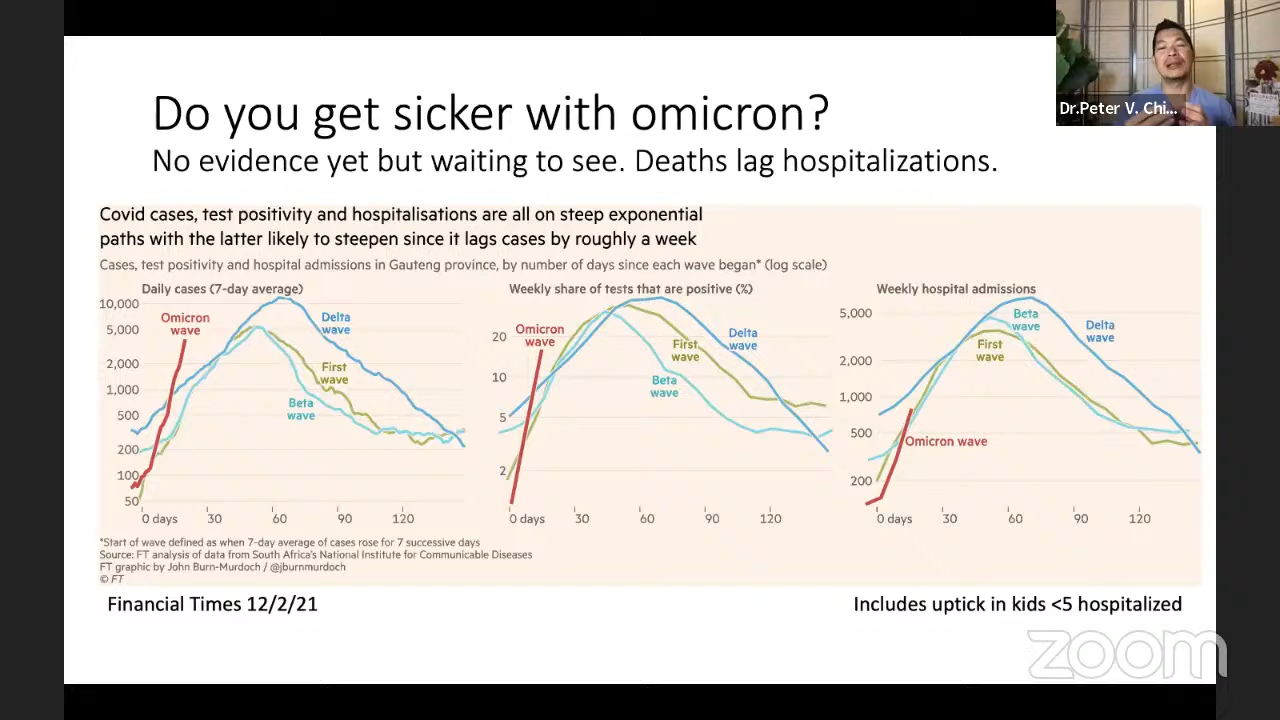 Do you get sicker with omicron?
Dr.Peter V. Chi...
No evidence yet but waiting to see. Deaths lag hospitalizations.
Covid cases, test positivity and hospitalisations are all on steep exponential
paths with the latter likely to steepen since it lags cases by roughly a week
Cases, test positivity and hospital admissions in Gauteng province, by number of days since each wave began* (log scale)
Daily cases (7-day average)
10,000
5,000
2,000
1,000
500
200
100
50
Omicron
wave
Delta
wave
First
wave
Beta
wave
0 days
30
60
90
120
Weekly share of tests that are positive (%)
20
10
5
2
Omicron
wave
Delta
wave
First
wave
Beta
wave
0 days
30
60
90
120
Weekly hospital admissions
5,000
2,000
1,000
500
200
Beta
wave
Delta
wave
First
wave
Omicron wave
0 days
30
60
90
120
*Start of wave defined as when 7-day average of cases rose for 7 successive days
Source: FT analysis of data from South Africa's National Institute for Communicable Diseases
FT graphic by John Burn-Murdoch / @jburnmurdoch
© FT
Financial Times 12/2/21
Includes uptick in kids <5 hospitalized
zoom